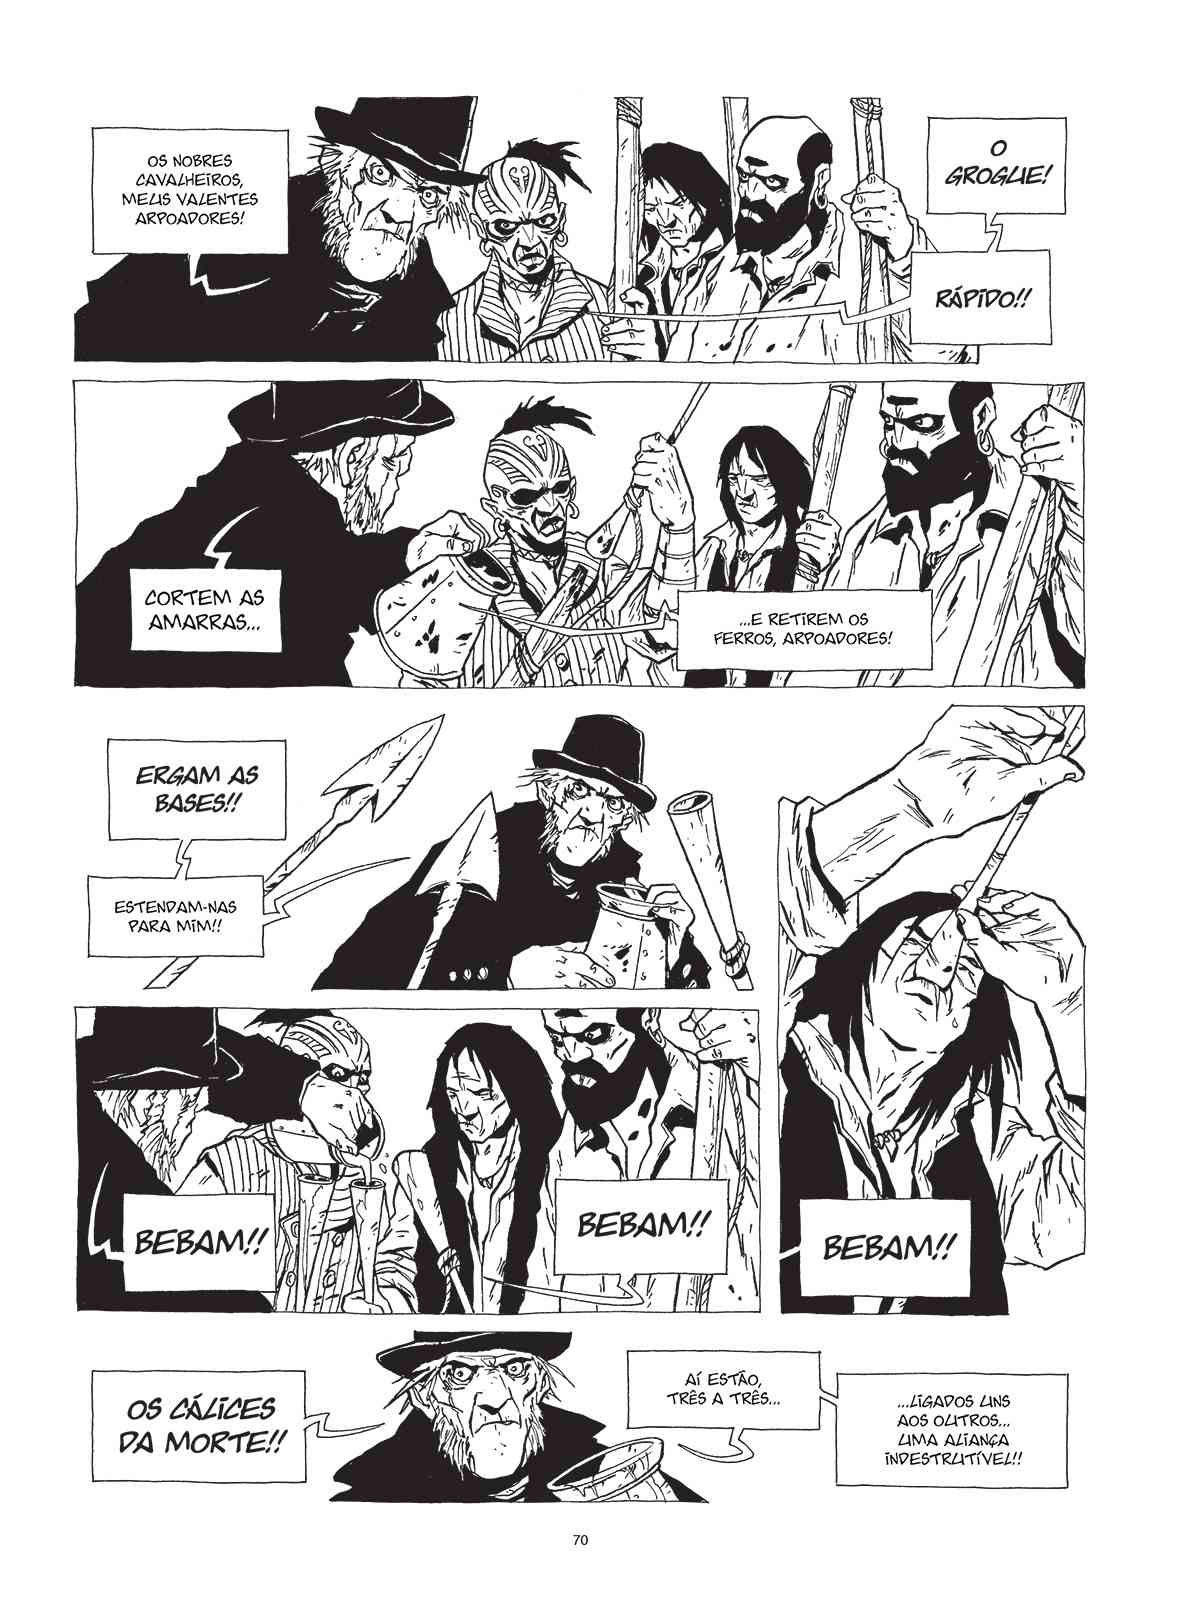 OS NOBRES
CAVALHEIROS,
MEUS VALENTES
ARPOADORES!
O
GROGUE!
RÁPIDO!!
CORTEM AS
AMARRAS...
...E RETIREM OS
FERROS, ARPOADORES!
ERGAM AS
BASES!!
ESTENDAM-NAS
PARA MIM!!
BEBAM!!
BEBAM!!
BEBAM!!
OS CÁLICES
DA MORTE!!
AÍ ESTÃO,
TRÊS A TRÊS...
...LIGADOS UNS
AOS OUTROS...
UMA ALIANÇA
INDESTRUTÍVEL!!
70